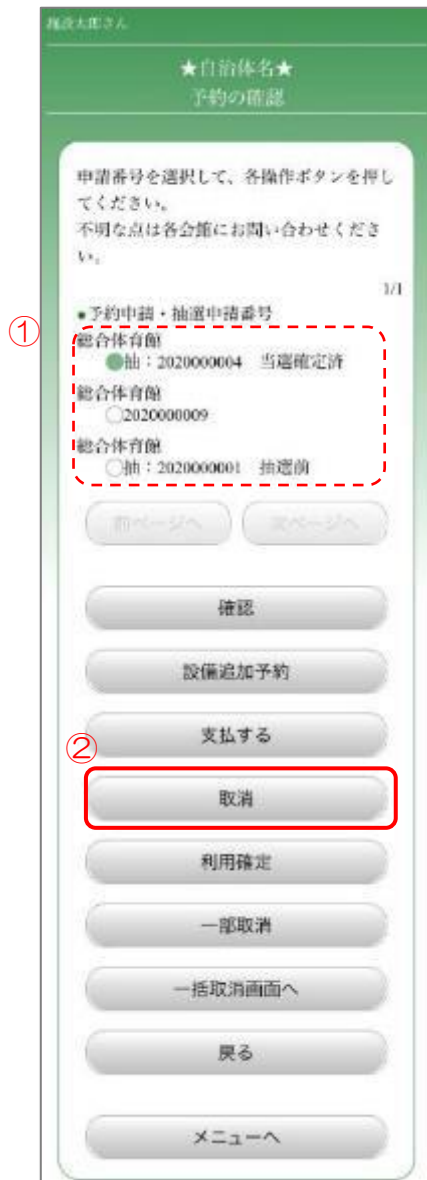 施設太郎さん
★自治体名★
予約の確認
申請番号を選択して、各操作ボタンを押し
てください。
不明な点は各会館にお問い合わせくださ
い。
1/1
①
●予約申請・抽選申請番号
総合体育館
抽：2020000004 当選確定済
総合体育館
2020000009
総合体育館
抽：2020000001 抽選前
前ページへ 次ページへ
確認
設備追加予約
支払する
②
取消
利用確定
一部取消
一括取消画面へ
戻る
メニューへ